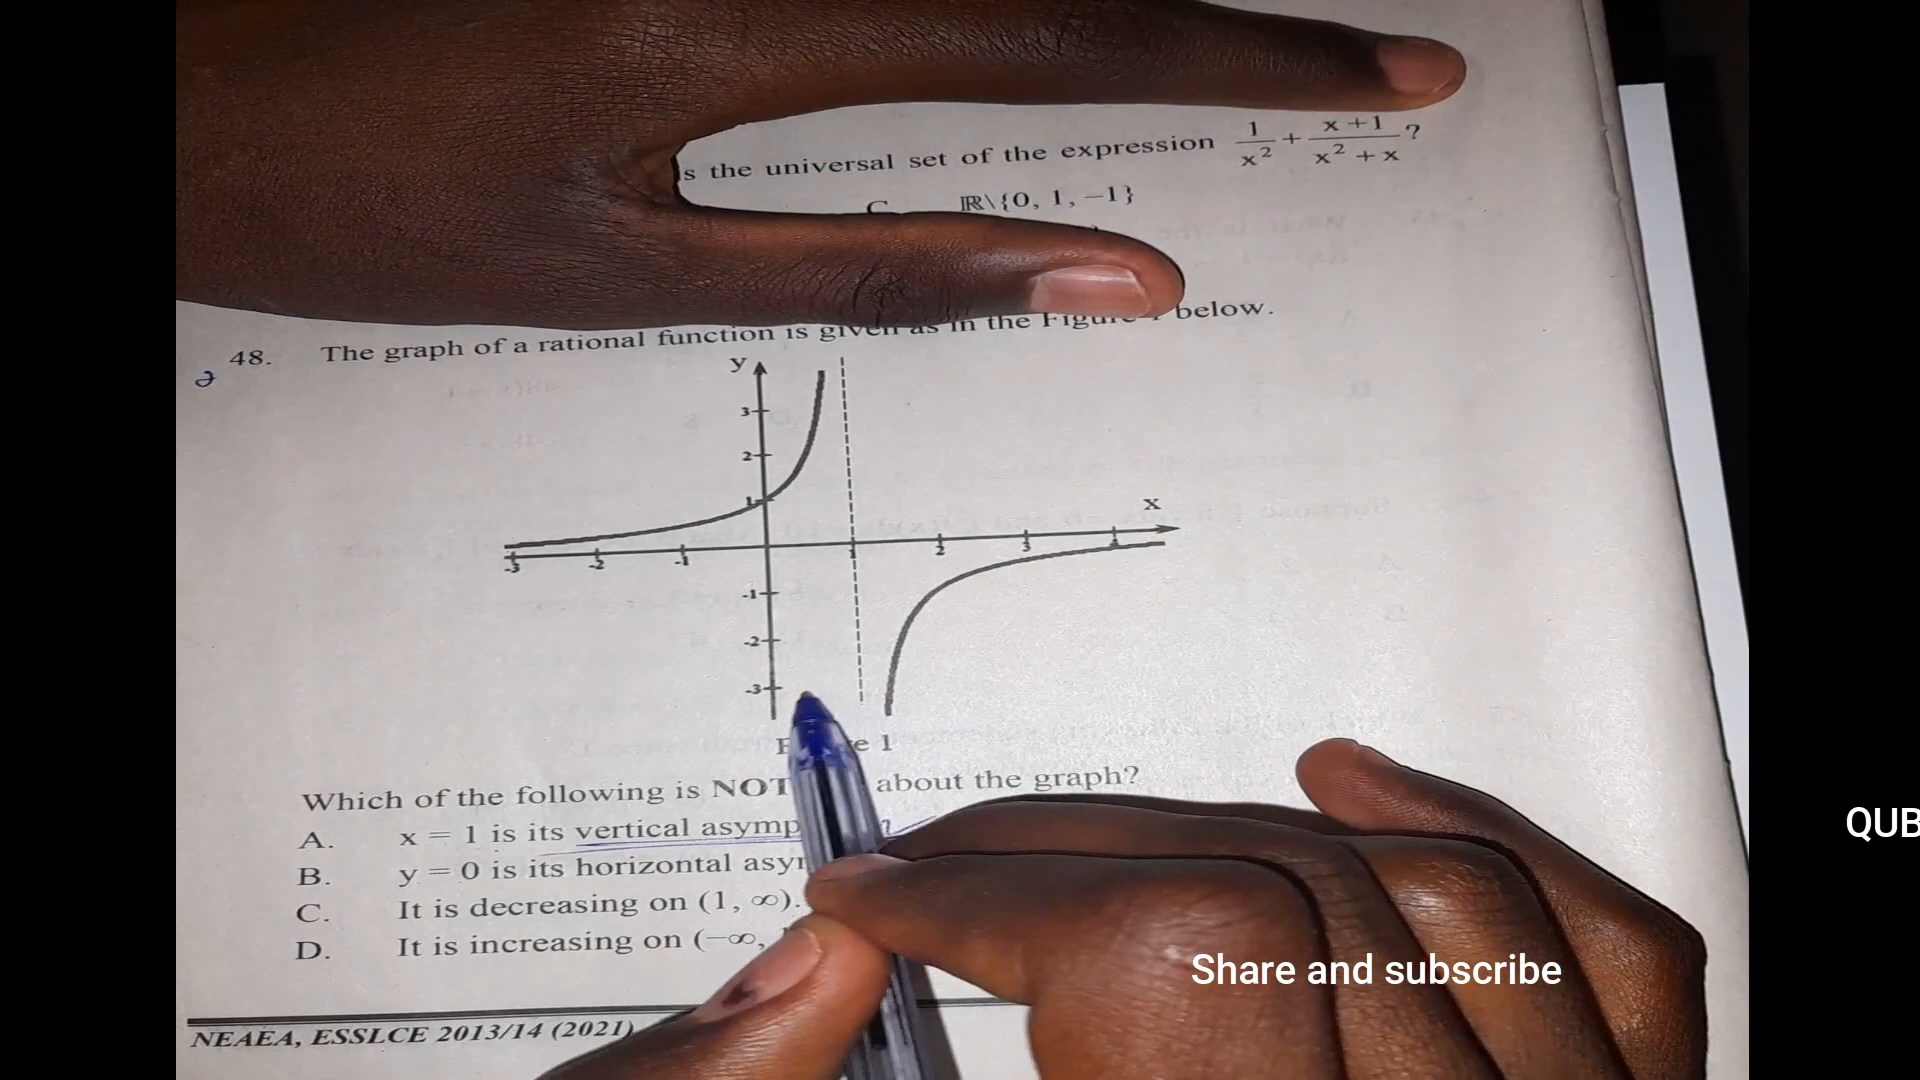 s the universal set of the expression 1/x² + x+1/x²+x ?
C ℝ\{0, 1, −1}
48. The graph of a rational function is given as in the Figure below.
y
3
2
1
x
-3 -2 -1 1 2 3 4
-1
-2
-3
e 1
Which of the following is NOT about the graph?
A. x = 1 is its vertical asymp
B. y = 0 is its horizontal asy
C. It is decreasing on (1, ∞).
D. It is increasing on (−∞,
NEAEA, ESSLCE 2013/14 (2021)
Share and subscribe
QUB